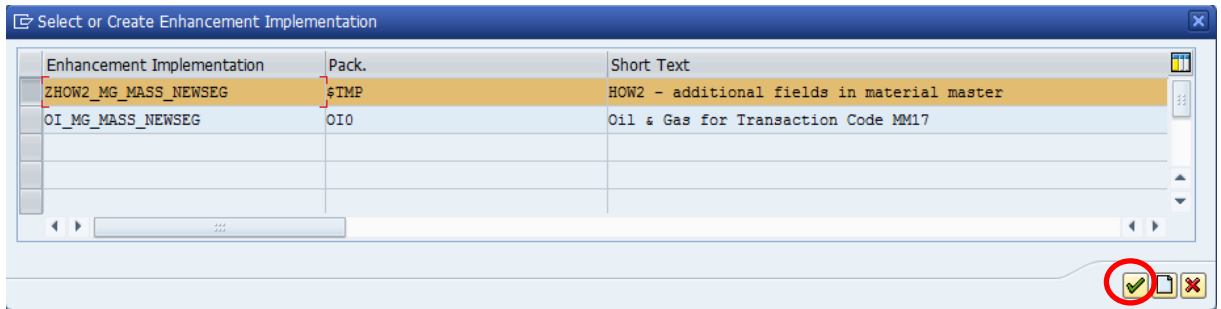 Select or Create Enhancement Implementation
Enhancement Implementation Pack. Short Text
ZHOW2_MG_MASS_NEWSEG $TMP HOW2 - additional fields in material master
OI_MG_MASS_NEWSEG OI0 Oil & Gas for Transaction Code MM17